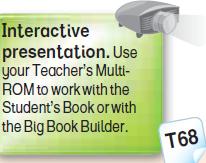 Interactive
presentation. Use
your Teacher's Multi-
ROM to work with the
Student's Book or with
the Big Book Builder.
T68